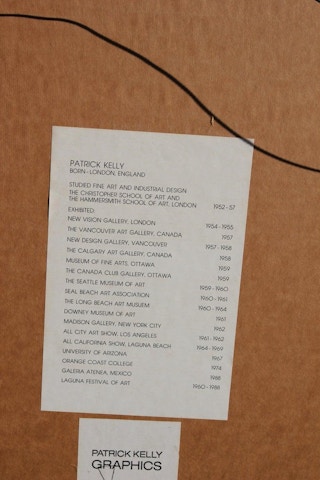 PATRICK KELLY
BORN - LONDON, ENGLAND
STUDIED FINE ART AND INDUSTRIAL DESIGN
THE CHRISTOPHER SCHOOL OF ART AND
THE HAMMERSMITH SCHOOL OF ART, LONDON 1952-57
EXHIBITED:
NEW VISION GALLERY, LONDON 1954-1955
THE VANCOUVER ART GALLERY, CANADA 1957
NEW DESIGN GALLERY, VANCOUVER 1957-1958
THE CALGARY ART GALLERY, CANADA 1958
MUSEUM OF FINE ARTS, OTTAWA 1959
THE CANADA CLUB GALLERY, OTTAWA 1959
THE SEATTLE MUSEUM OF ART 1959-1960
SEAL BEACH ART ASSOCIATION 1960-1961
THE LONG BEACH ART MUSUEM 1960-1964
DOWNEY MUSEUM OF ART 1961
MADISON GALLERY, NEW YORK CITY 1962
ALL CITY ART SHOW, LOS ANGELES 1961-1962
ALL CALIFORNIA SHOW, LAGUNA BEACH 1964-1969
UNIVERSITY OF ARIZONA 1967
ORANGE COAST COLLEGE 1974
GALERIA ATENEA, MEXICO 1988
LAGUNA FESTIVAL OF ART 1960-1988
PATRICK KELLY
GRAPHICS